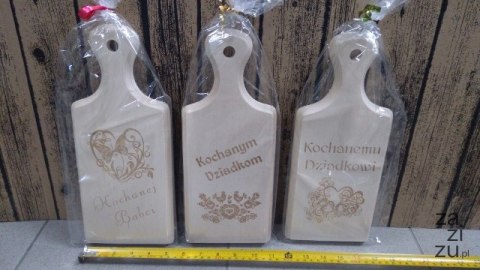 Kochanej
Babci
Kochanym
Dziadkom
Kochanemu
Dziadkowi
za
zi
zu.pl